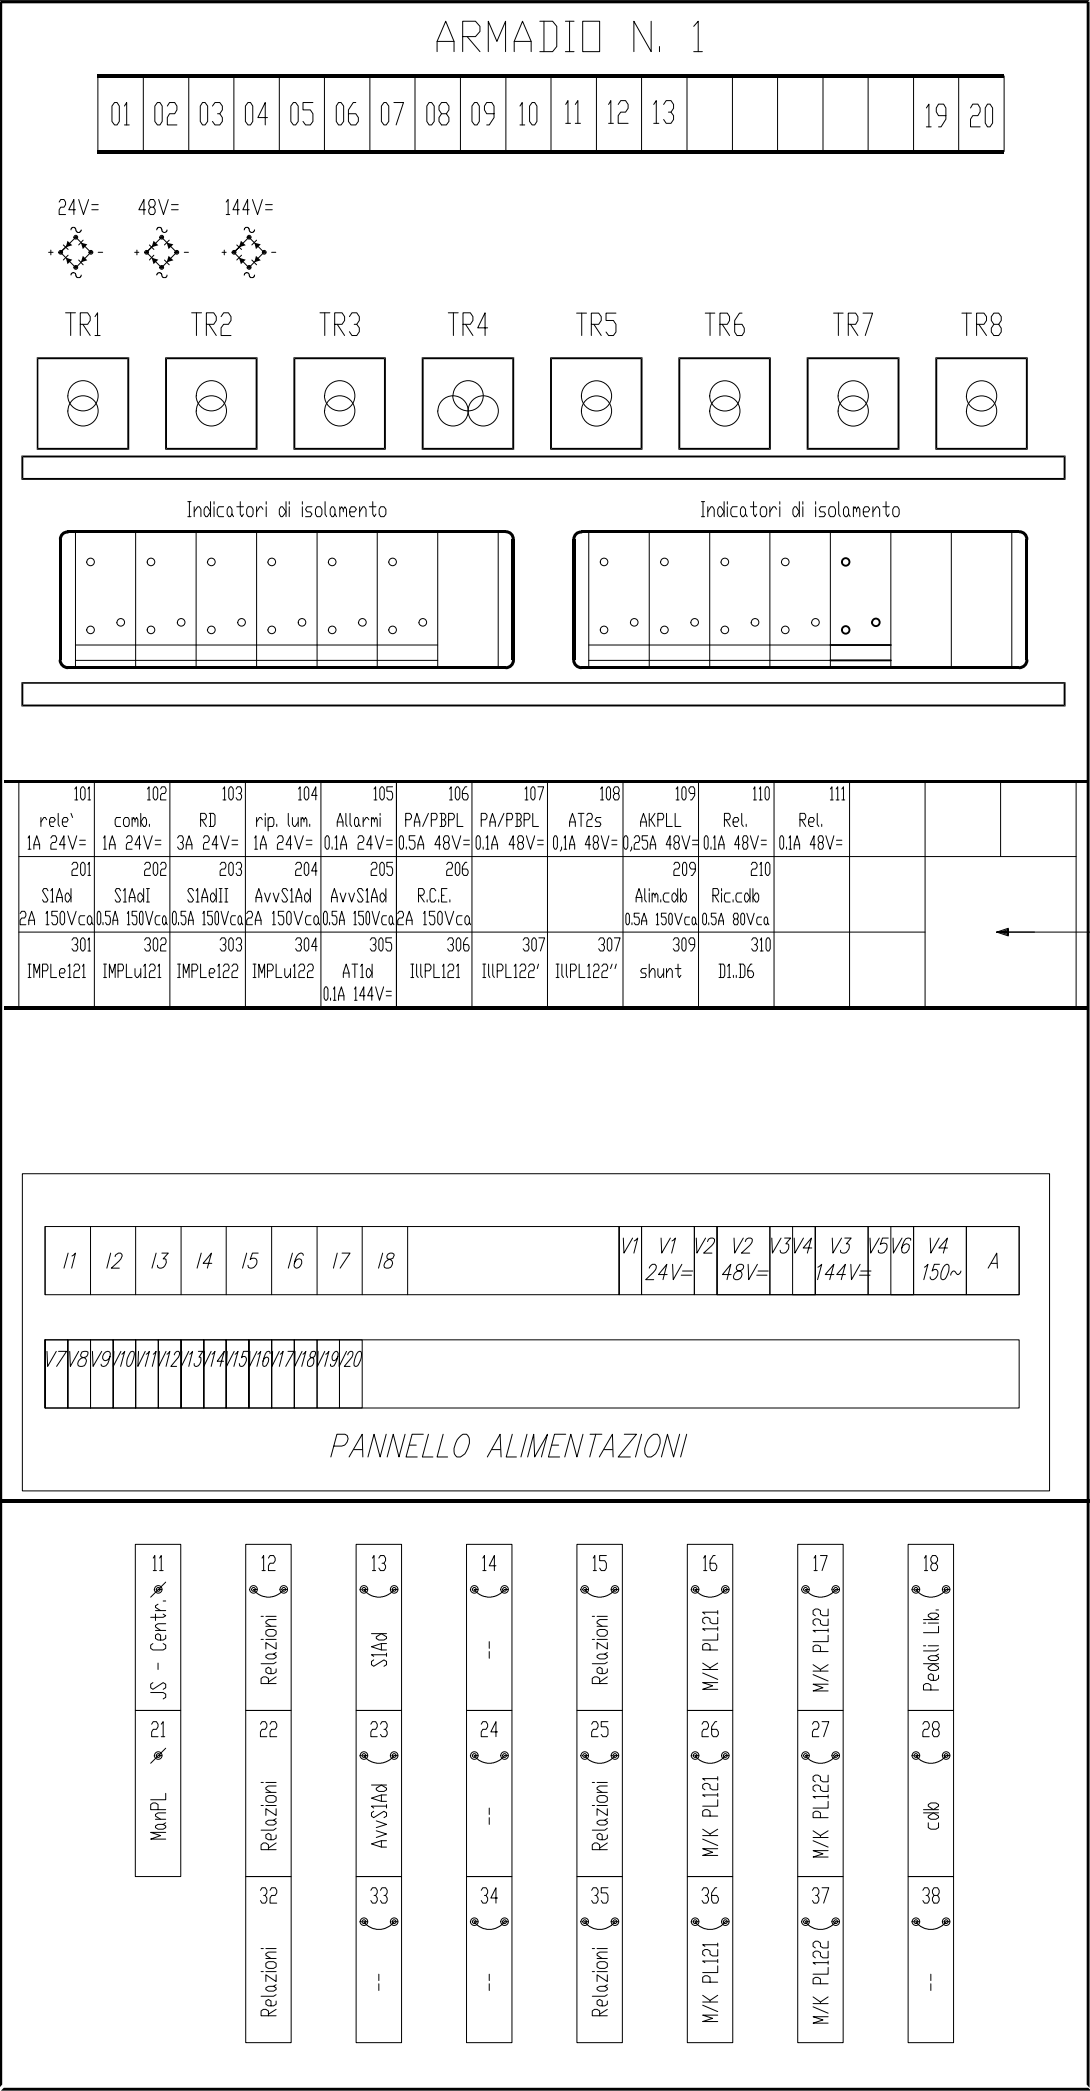 ARMADIO N. 1
01 02 03 04 05 06 07 08 09 10 11 12 13 19 20
24V= 48V= 144V=
+ - + - + -
TR1 TR2 TR3 TR4 TR5 TR6 TR7 TR8
Indicatori di isolamento Indicatori di isolamento
101 102 103 104 105 106 107 108 109 110 111
rele` comb. RD rip. lum. Allarmi PA/PBPL PA/PBPL AT2s AKPLL Rel. Rel.
1A 24V= 1A 24V= 3A 24V= 1A 24V= 0.1A 24V= 0.5A 48V= 0.1A 48V= 0,1A 48V= 0,25A 48V= 0.1A 48V= 0.1A 48V=
201 202 203 204 205 206 209 210
S1Ad S1AdI S1AdII AvvS1Ad AvvS1Ad R.C.E. Alim.cdb Ric.cdb
2A 150Vca 0.5A 150Vca 0.5A 150Vca 2A 150Vca 0.5A 150Vca 2A 150Vca 0.5A 150Vca 0.5A 80Vca
301 302 303 304 305 306 307 307 309 310
IMPLe121 IMPLu121 IMPLe122 IMPLu122 AT1d IllPL121 IllPL122' IllPL122'' shunt D1..D6
0.1A 144V=
I1 I2 I3 I4 I5 I6 I7 I8 V1 V1 V2 V2 V3 V4 V3 V5 V6 V4 A
24V= 48V= 144V= 150~
V7 V8 V9 V10 V11 V12 V13 V14 V15 V16 V17 V18 V19 V20
PANNELLO ALIMENTAZIONI
11 12 13 14 15 16 17 18
JS - Centr. Relazioni S1Ad -- Relazioni M/K PL121 M/K PL122 Pedali Lib.
21 22 23 24 25 26 27 28
ManPL Relazioni AvvS1Ad -- Relazioni M/K PL121 M/K PL122 cdb
32 33 34 35 36 37 38
Relazioni -- -- Relazioni M/K PL121 M/K PL122 --